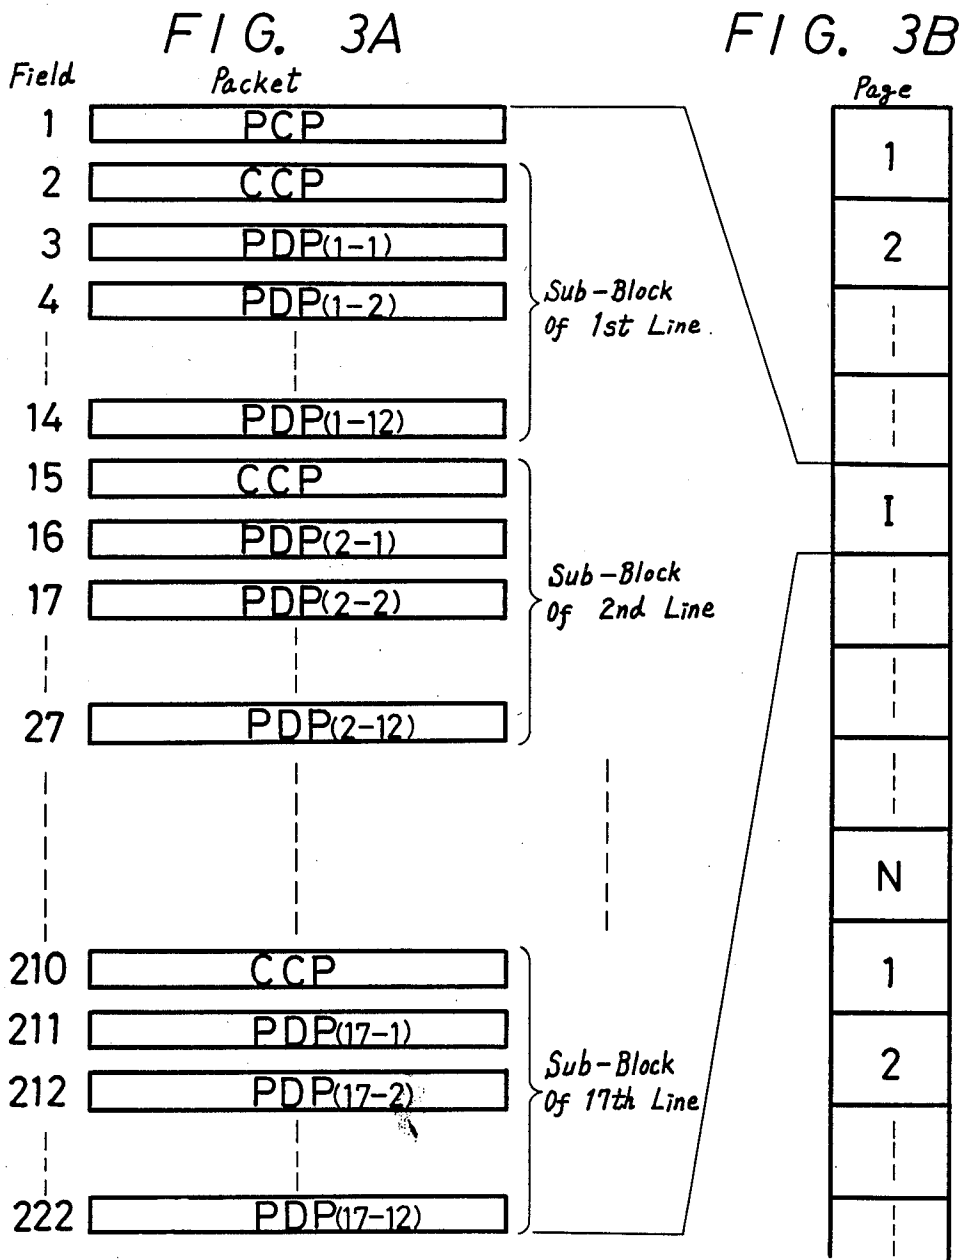 FIG. 3A
FIG. 3B
Field
Packet
Page
1 PCP
2 CCP
3 PDP(1-1)
4 PDP(1-2)
14 PDP(1-12)
Sub-Block
Of 1st Line
15 CCP
16 PDP(2-1)
17 PDP(2-2)
27 PDP(2-12)
Sub-Block
Of 2nd Line
210 CCP
211 PDP(17-1)
212 PDP(17-2)
222 PDP(17-12)
Sub-Block
Of 17th Line
1
2
I
N
1
2